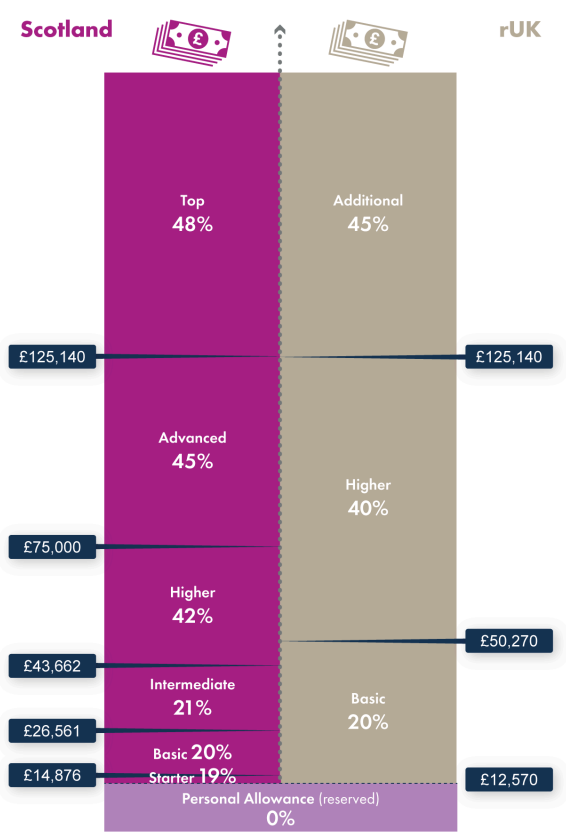 Scotland
rUK
£
£
Top
48%
Additional
45%
£125,140
£125,140
Advanced
45%
Higher
40%
£75,000
Higher
42%
£50,270
£43,662
Intermediate
21%
Basic
20%
£26,561
Basic 20%
£14,876
Starter 19%
£12,570
Personal Allowance (reserved)
0%